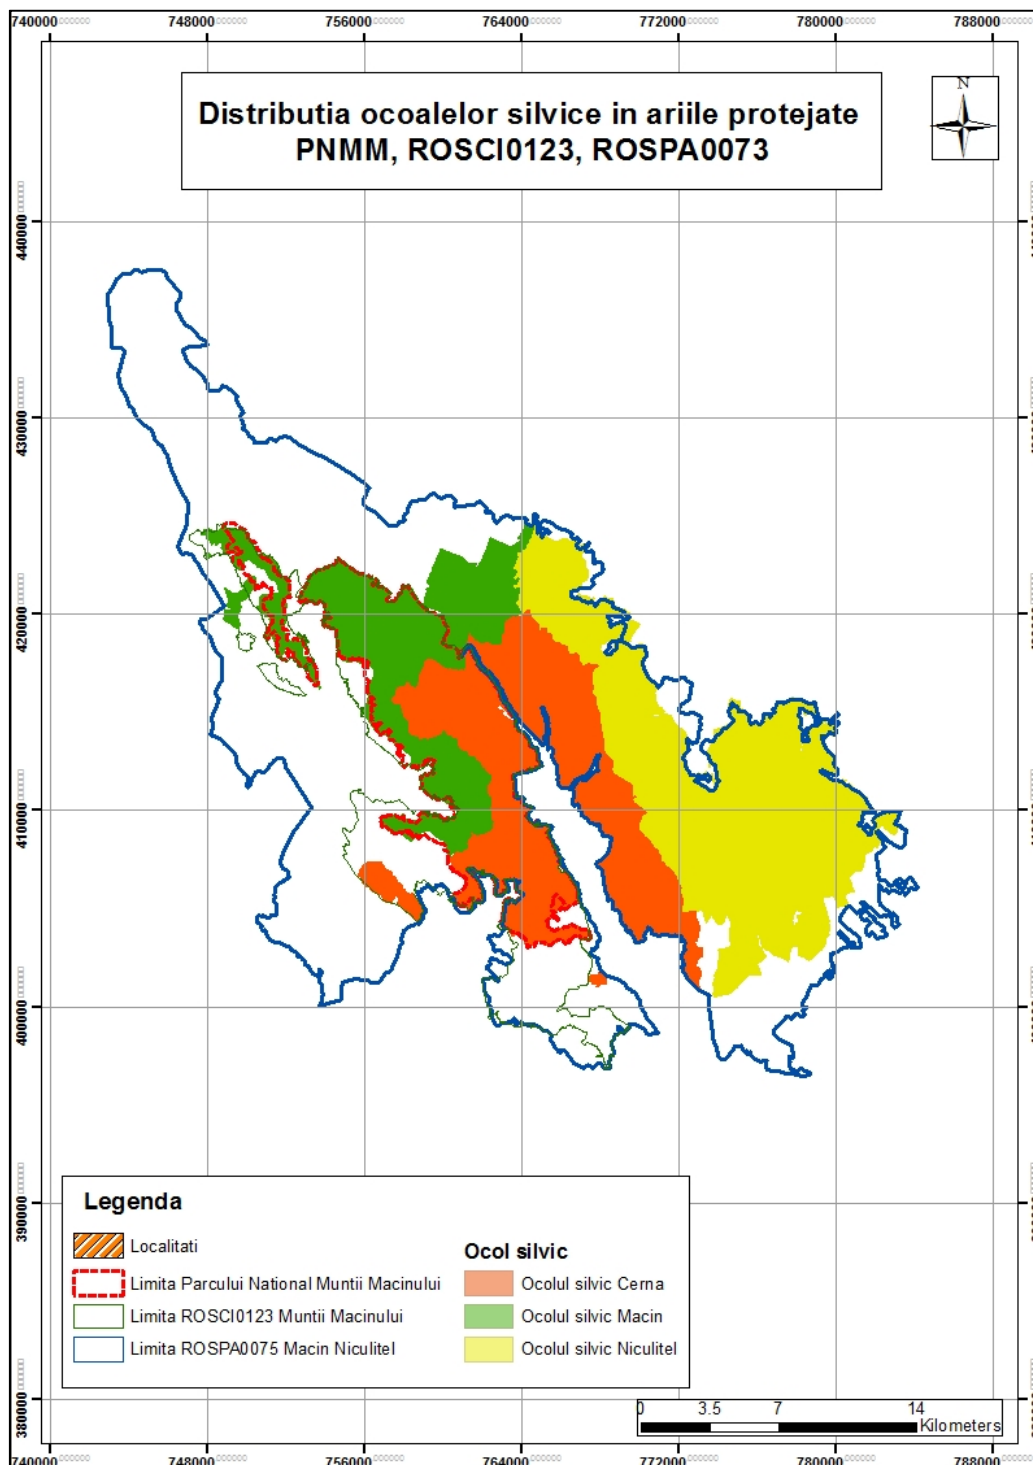 740000 748000 756000 764000 772000 780000 788000
Distributia ocoalelor silvice in ariile protejate
PNMM, ROSCI0123, ROSPA0073
N
440000
430000
420000
410000
400000
390000
380000
Legenda
Localitati
Limita Parcului National Muntii Macinului
Limita ROSCI0123 Muntii Macinului
Limita ROSPA0075 Macin Niculitel
Ocol silvic
Ocolul silvic Cerna
Ocolul silvic Macin
Ocolul silvic Niculitel
0 3.5 7 14
Kilometers
740000 748000 756000 764000 772000 780000 788000